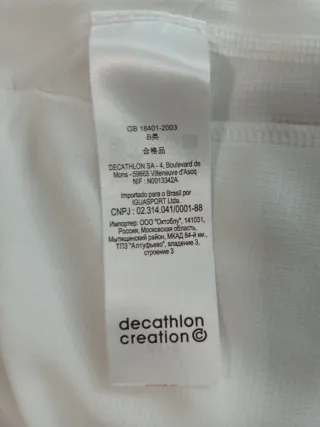 GB 18401-2003
B类
合格品
DECATHLON SA - 4, Boulevard de
Mons - 59665 Villeneuve d'Ascq
NIF : N0013342A
Importado para o Brasil por
IGUASPORT Ltda.
CNPJ : 02.314.041/0001-88
Импортер: ООО "Октоблу", 141031,
Россия, Московская область,
Мытищинский район, МКАД 84-й км.,
ТПЗ "Алтуфьево", владение 3,
строение 3
decathlon
creation©